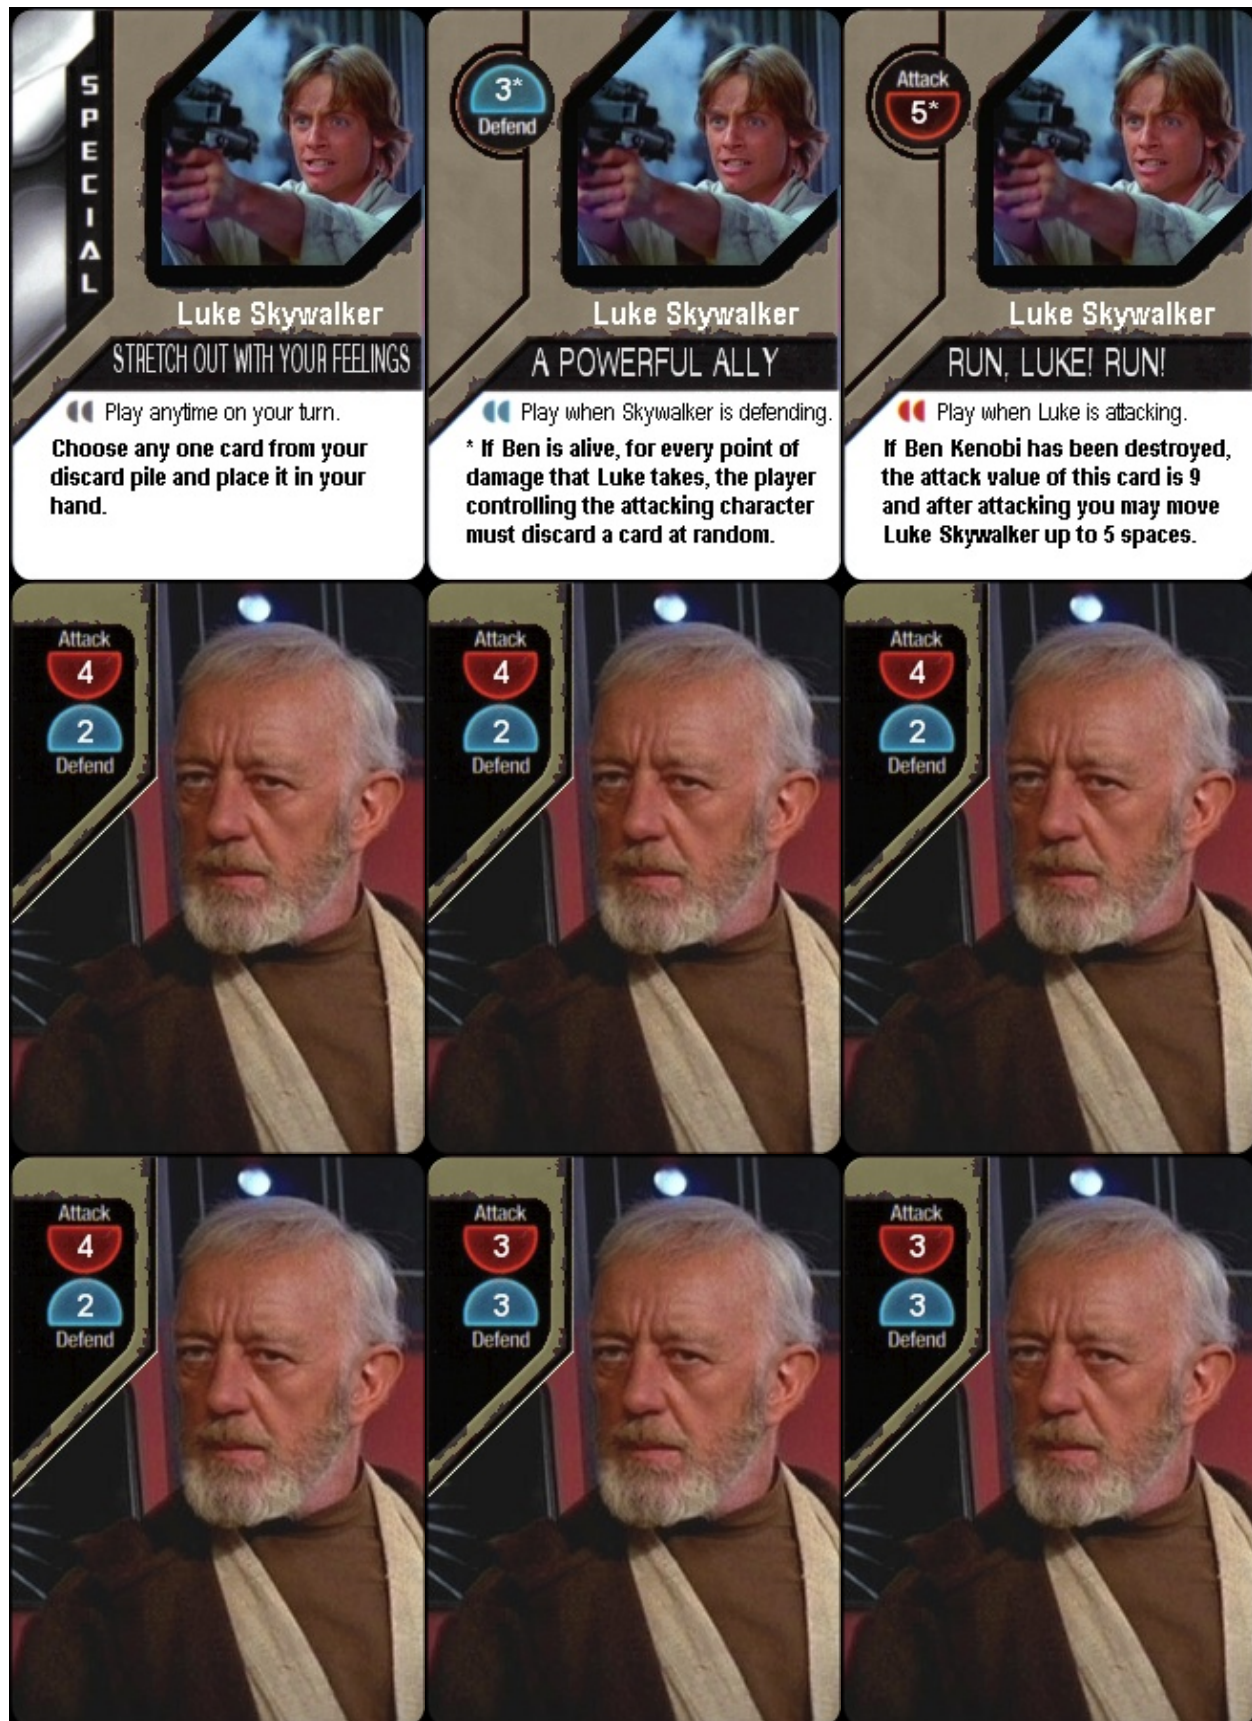 SPECIAL
Luke Skywalker
STRETCH OUT WITH YOUR FEELINGS
Play anytime on your turn.
Choose any one card from your
discard pile and place it in your
hand.
3*
Defend
Luke Skywalker
A POWERFUL ALLY
Play when Skywalker is defending.
* If Ben is alive, for every point of
damage that Luke takes, the player
controlling the attacking character
must discard a card at random.
Attack
5*
Luke Skywalker
RUN, LUKE! RUN!
Play when Luke is attacking.
If Ben Kenobi has been destroyed,
the attack value of this card is 9
and after attacking you may move
Luke Skywalker up to 5 spaces.
Attack
4
2
Defend
Attack
4
2
Defend
Attack
4
2
Defend
Attack
4
2
Defend
Attack
3
3
Defend
Attack
3
3
Defend